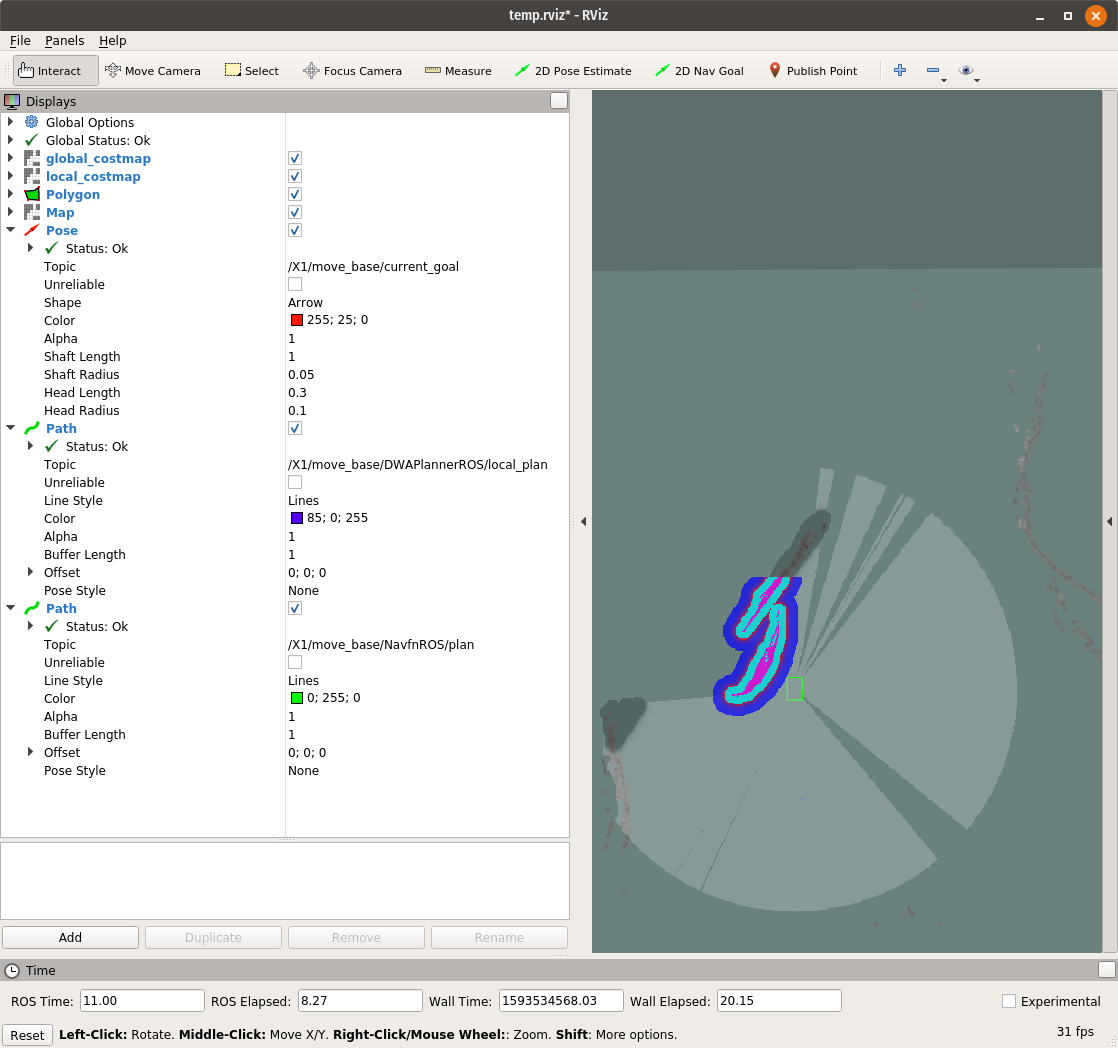 temp.rviz* - RViz
File Panels Help
Interact Move Camera Select Focus Camera Measure 2D Pose Estimate 2D Nav Goal Publish Point
Displays
Global Options
Global Status: Ok
global_costmap
local_costmap
Polygon
Map
Pose
Status: Ok
Topic /X1/move_base/current_goal
Unreliable
Shape Arrow
Color 255; 25; 0
Alpha 1
Shaft Length 1
Shaft Radius 0.05
Head Length 0.3
Head Radius 0.1
Path
Status: Ok
Topic /X1/move_base/DWAPlannerROS/local_plan
Unreliable
Line Style Lines
Color 85; 0; 255
Alpha 1
Buffer Length 1
Offset 0; 0; 0
Pose Style None
Path
Status: Ok
Topic /X1/move_base/NavfnROS/plan
Unreliable
Line Style Lines
Color 0; 255; 0
Alpha 1
Buffer Length 1
Offset 0; 0; 0
Pose Style None
Add Duplicate Remove Rename
Time
ROS Time: 11.00 ROS Elapsed: 8.27 Wall Time: 1593534568.03 Wall Elapsed: 20.15 Experimental
Reset Left-Click: Rotate. Middle-Click: Move X/Y. Right-Click/Mouse Wheel:: Zoom. Shift: More options. 31 fps